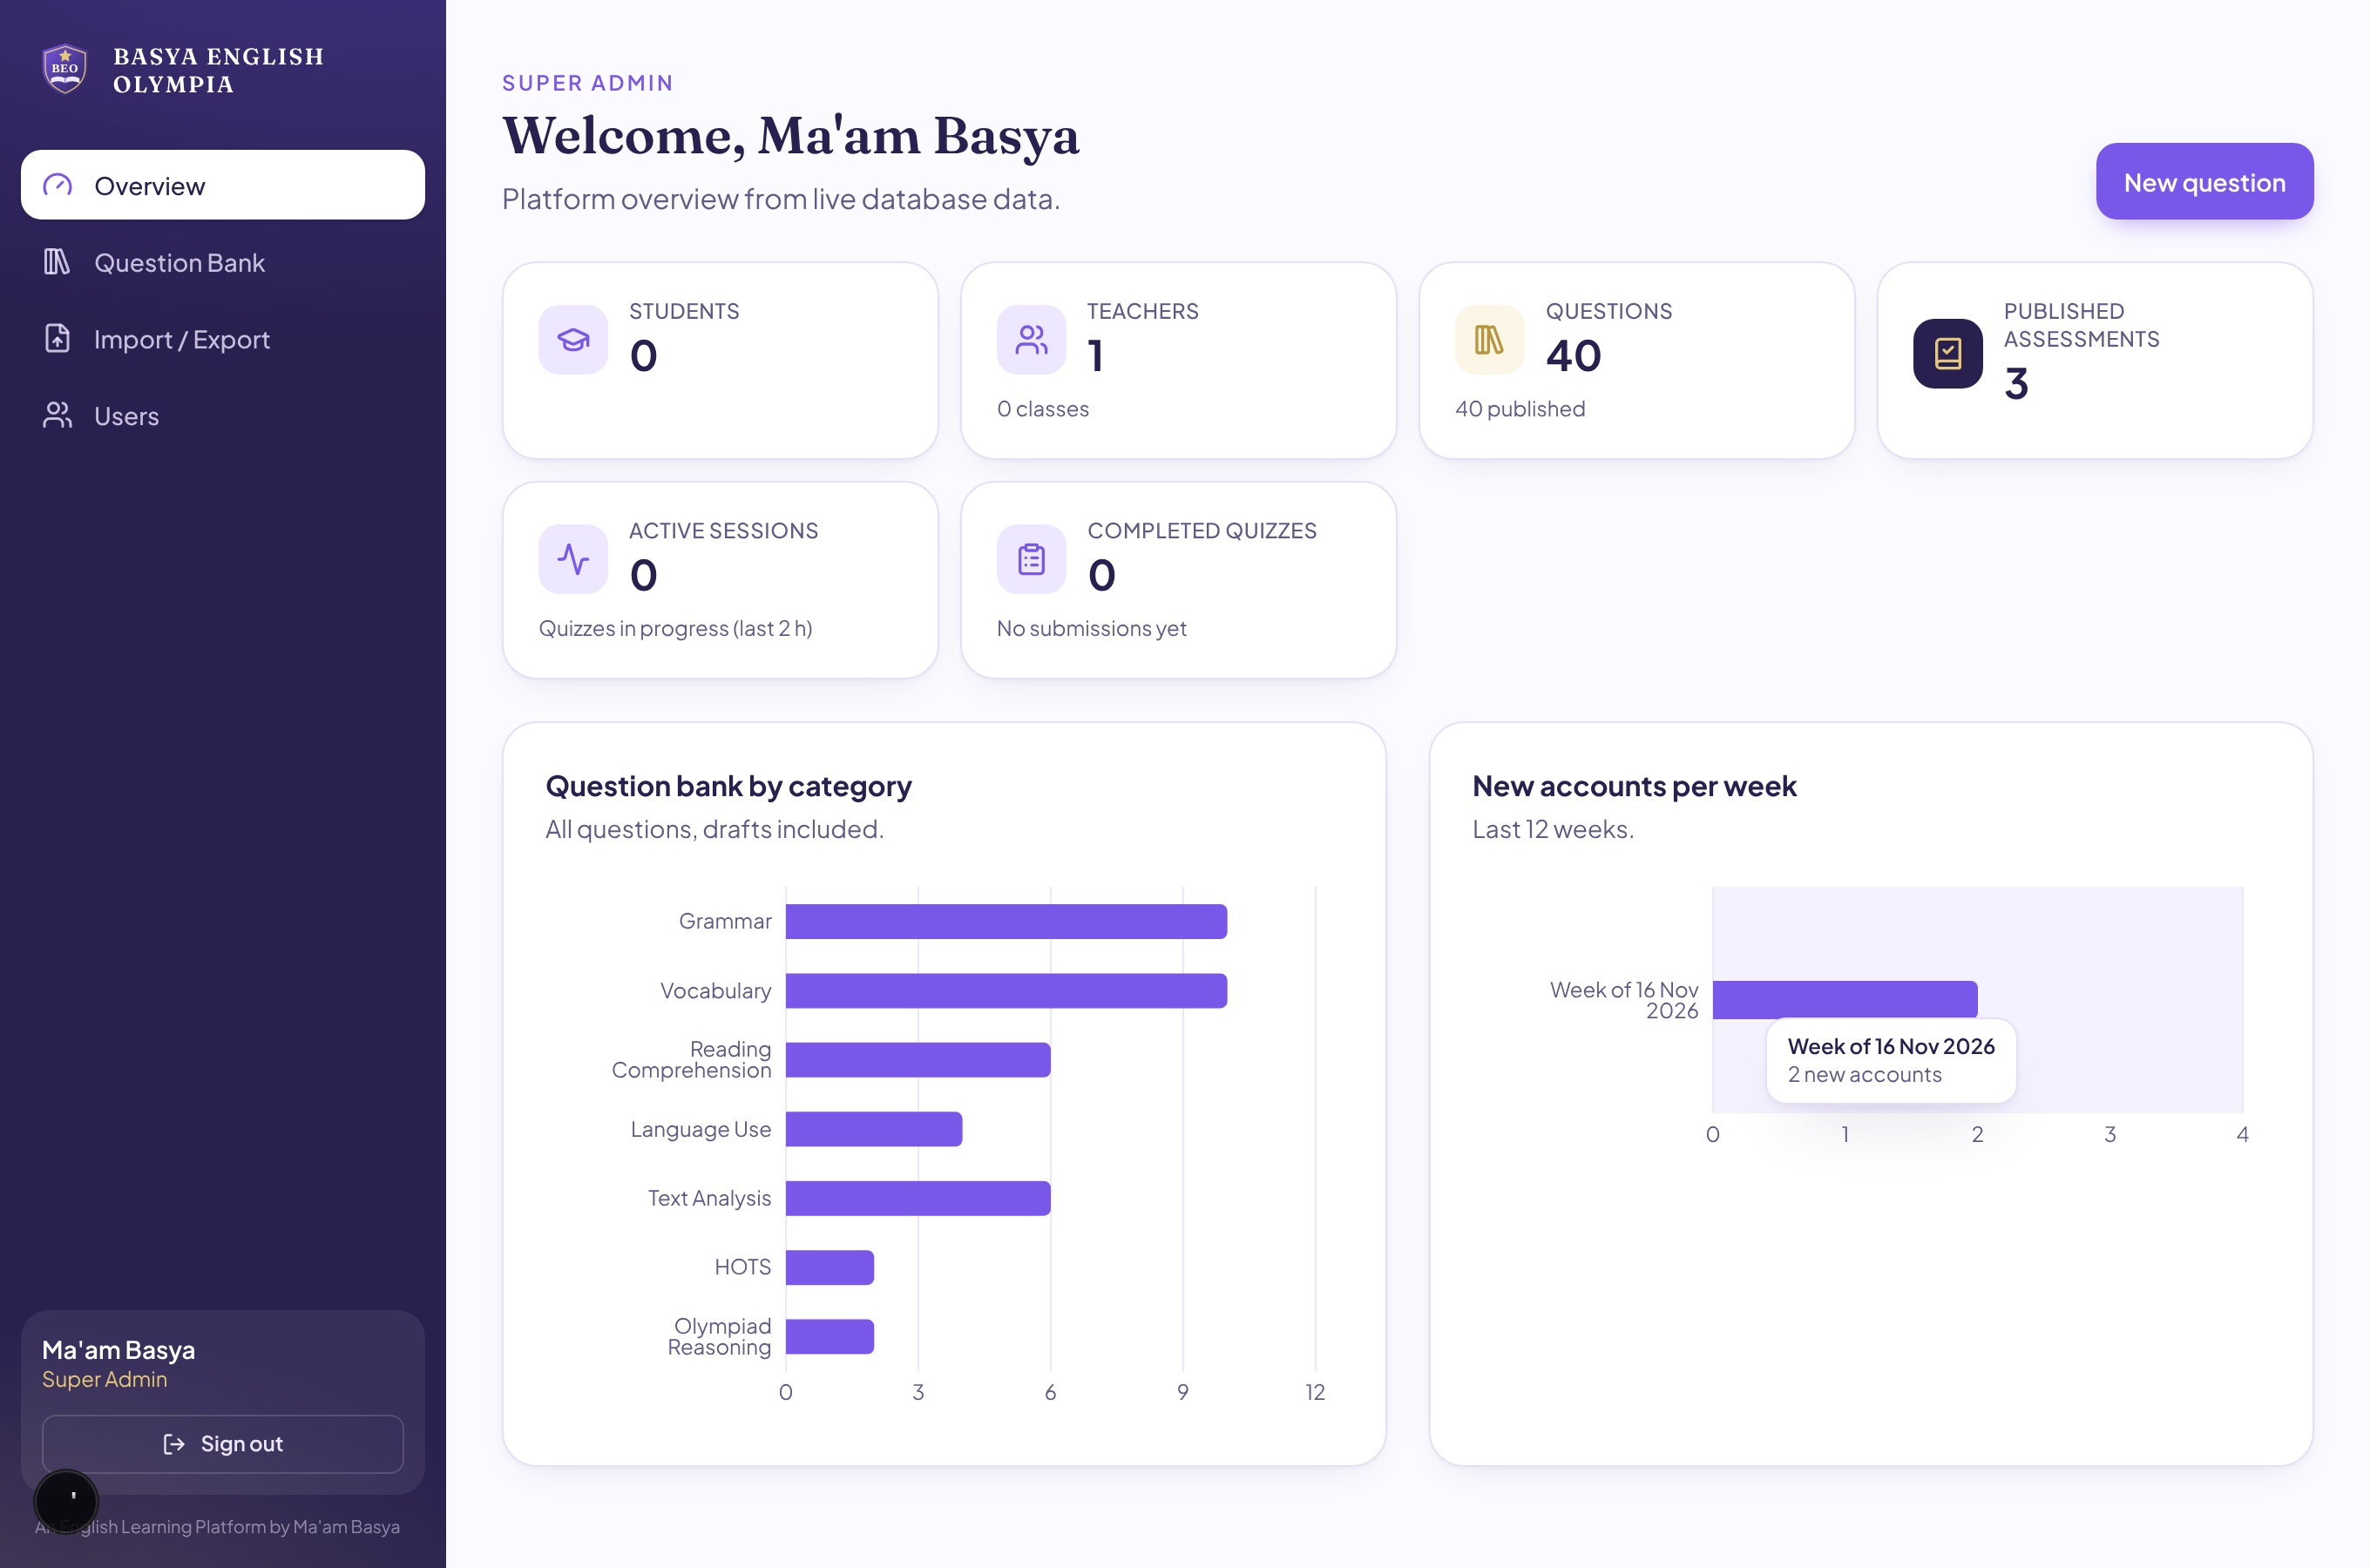 BEO
BASYA ENGLISH
OLYMPIA
Overview
Question Bank
Import / Export
Users
Ma'am Basya
Super Admin
Sign out
An English Learning Platform by Ma'am Basya
SUPER ADMIN
Welcome, Ma'am Basya
Platform overview from live database data.
New question
STUDENTS
0
TEACHERS
1
0 classes
QUESTIONS
40
40 published
PUBLISHED
ASSESSMENTS
3
ACTIVE SESSIONS
0
Quizzes in progress (last 2 h)
COMPLETED QUIZZES
0
No submissions yet
Question bank by category
All questions, drafts included.
Grammar
Vocabulary
Reading
Comprehension
Language Use
Text Analysis
HOTS
Olympiad
Reasoning
0 3 6 9 12
New accounts per week
Last 12 weeks.
Week of 16 Nov
2026
Week of 16 Nov 2026
2 new accounts
0 1 2 3 4